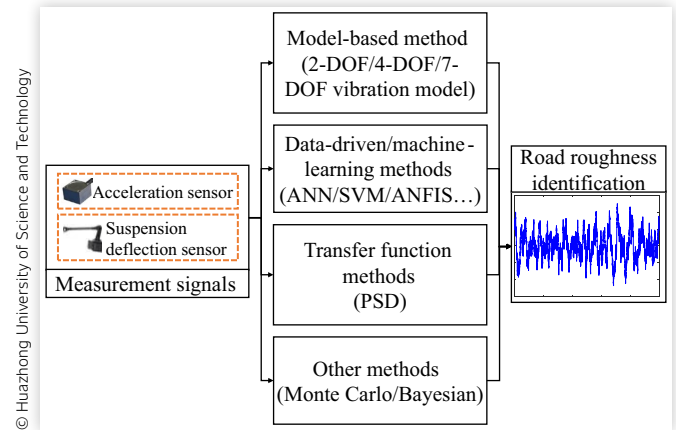 © Huazhong University of Science and Technology
Acceleration sensor
Suspension
deflection sensor
Measurement signals
Model-based method
(2-DOF/4-DOF/7-
DOF vibration model)
Data-driven/machine-
learning methods
(ANN/SVM/ANFIS…)
Transfer function
methods
(PSD)
Other methods
(Monte Carlo/Bayesian)
Road roughness
identification